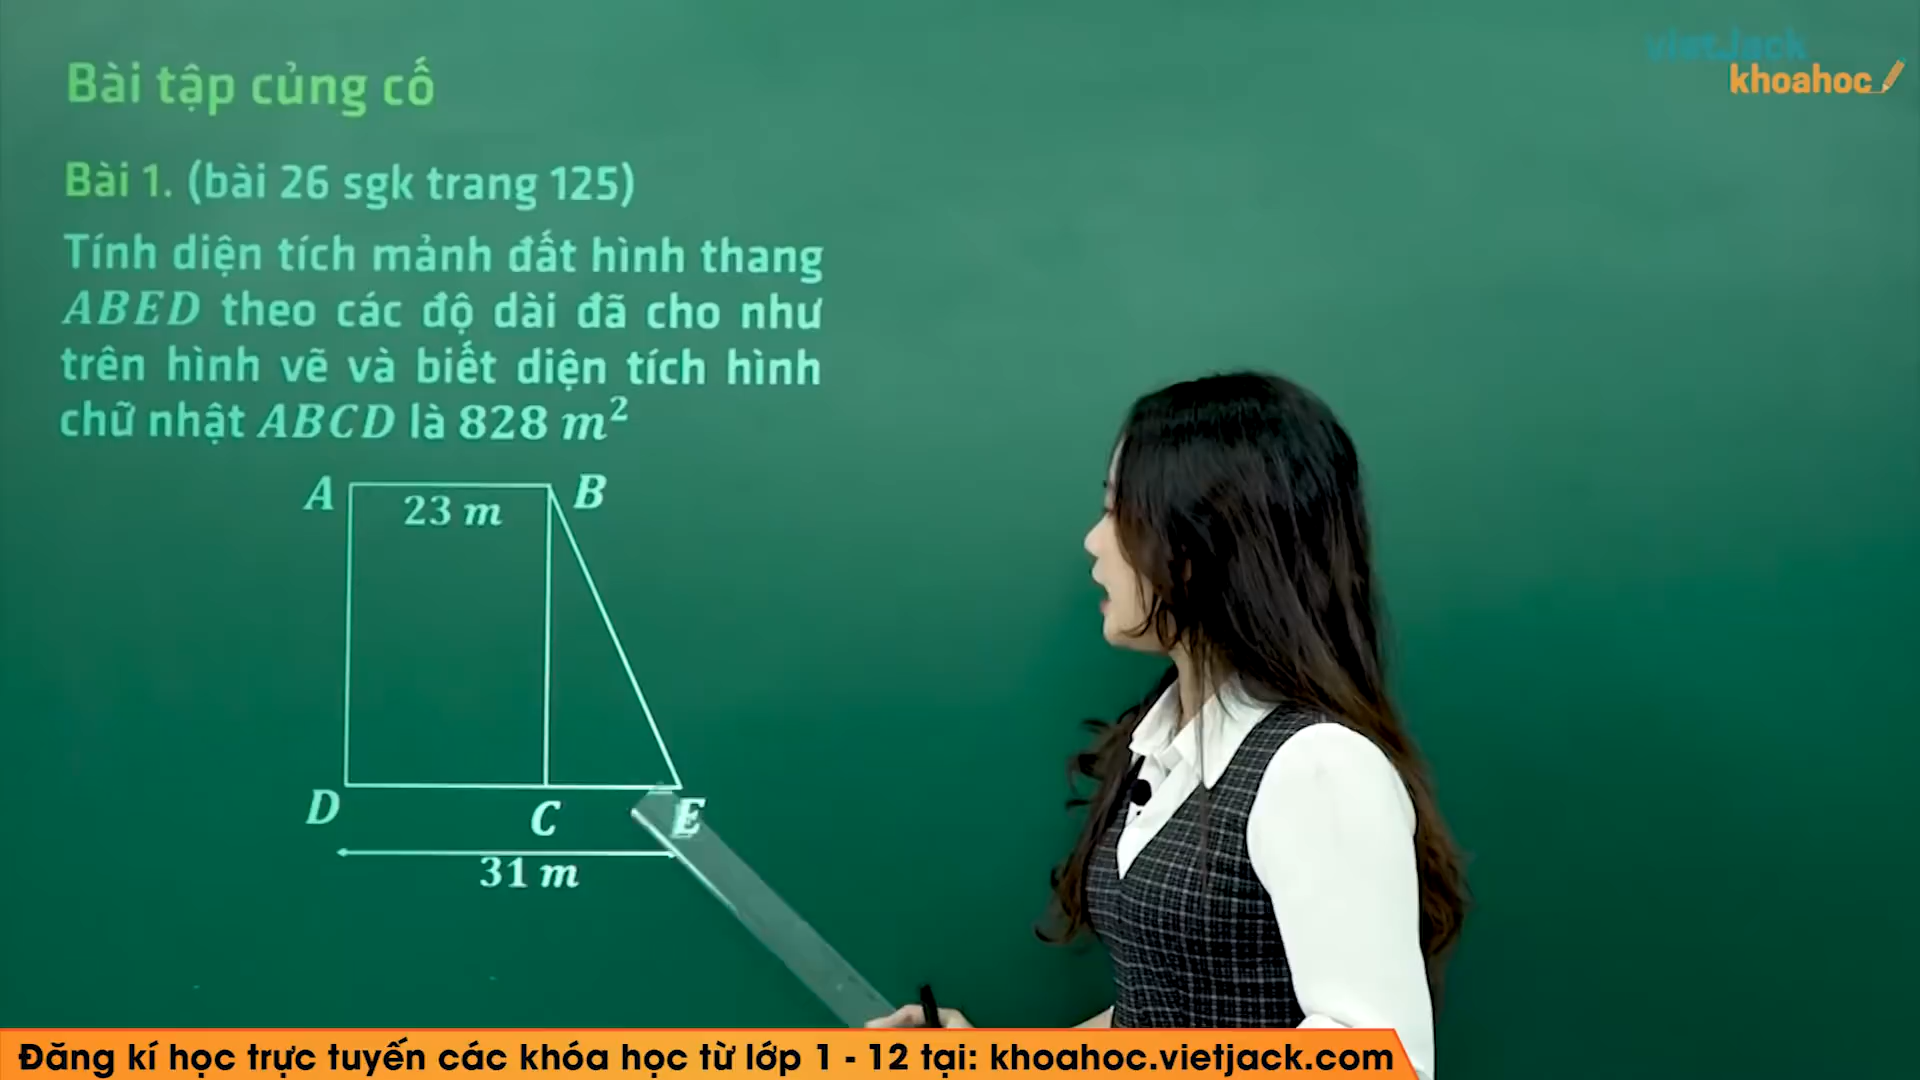 vietJack
khoahoc
Bài tập củng cố
Bài 1. (bài 26 sgk trang 125)
Tính diện tích mảnh đất hình thang
ABED theo các độ dài đã cho như
trên hình vẽ và biết diện tích hình
chữ nhật ABCD là 828 m²
A
B
23 m
D
C
E
31 m
Đăng kí học trực tuyến các khóa học từ lớp 1 - 12 tại: khoahoc.vietjack.com